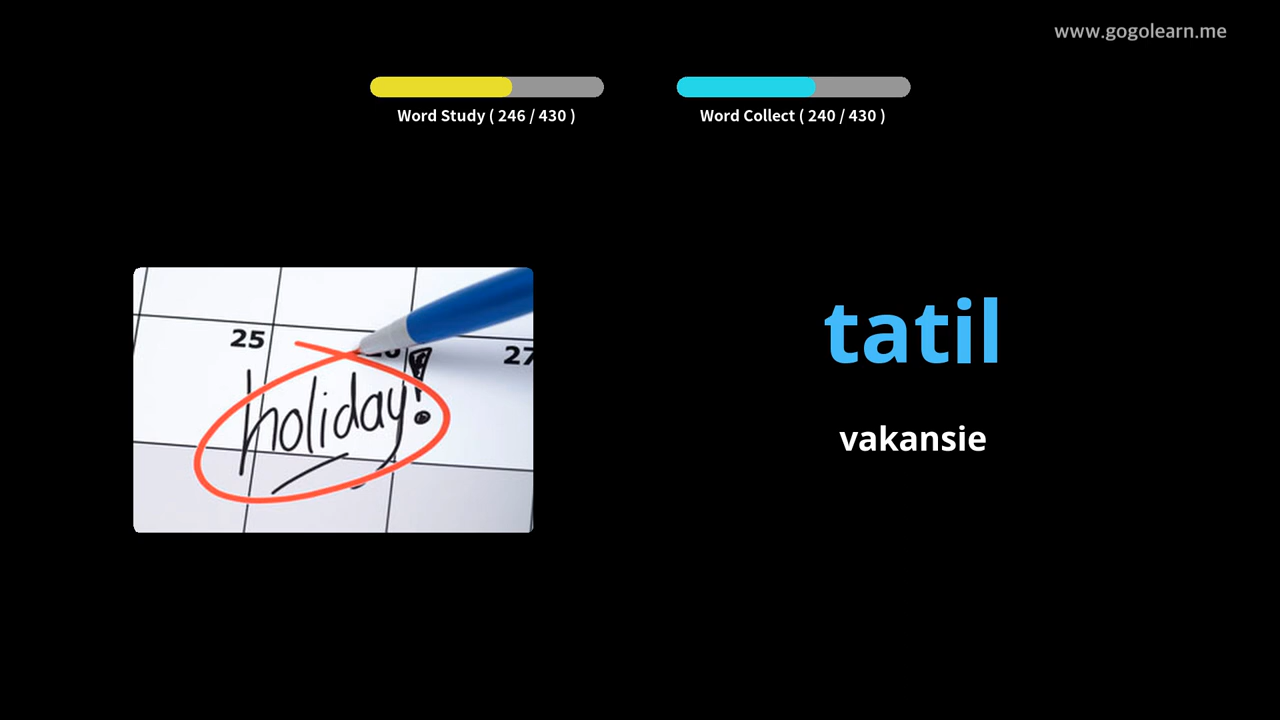 www.gogolearn.me
Word Study ( 246 / 430 )
Word Collect ( 240 / 430 )
25
27
holiday!
tatil
vakansie